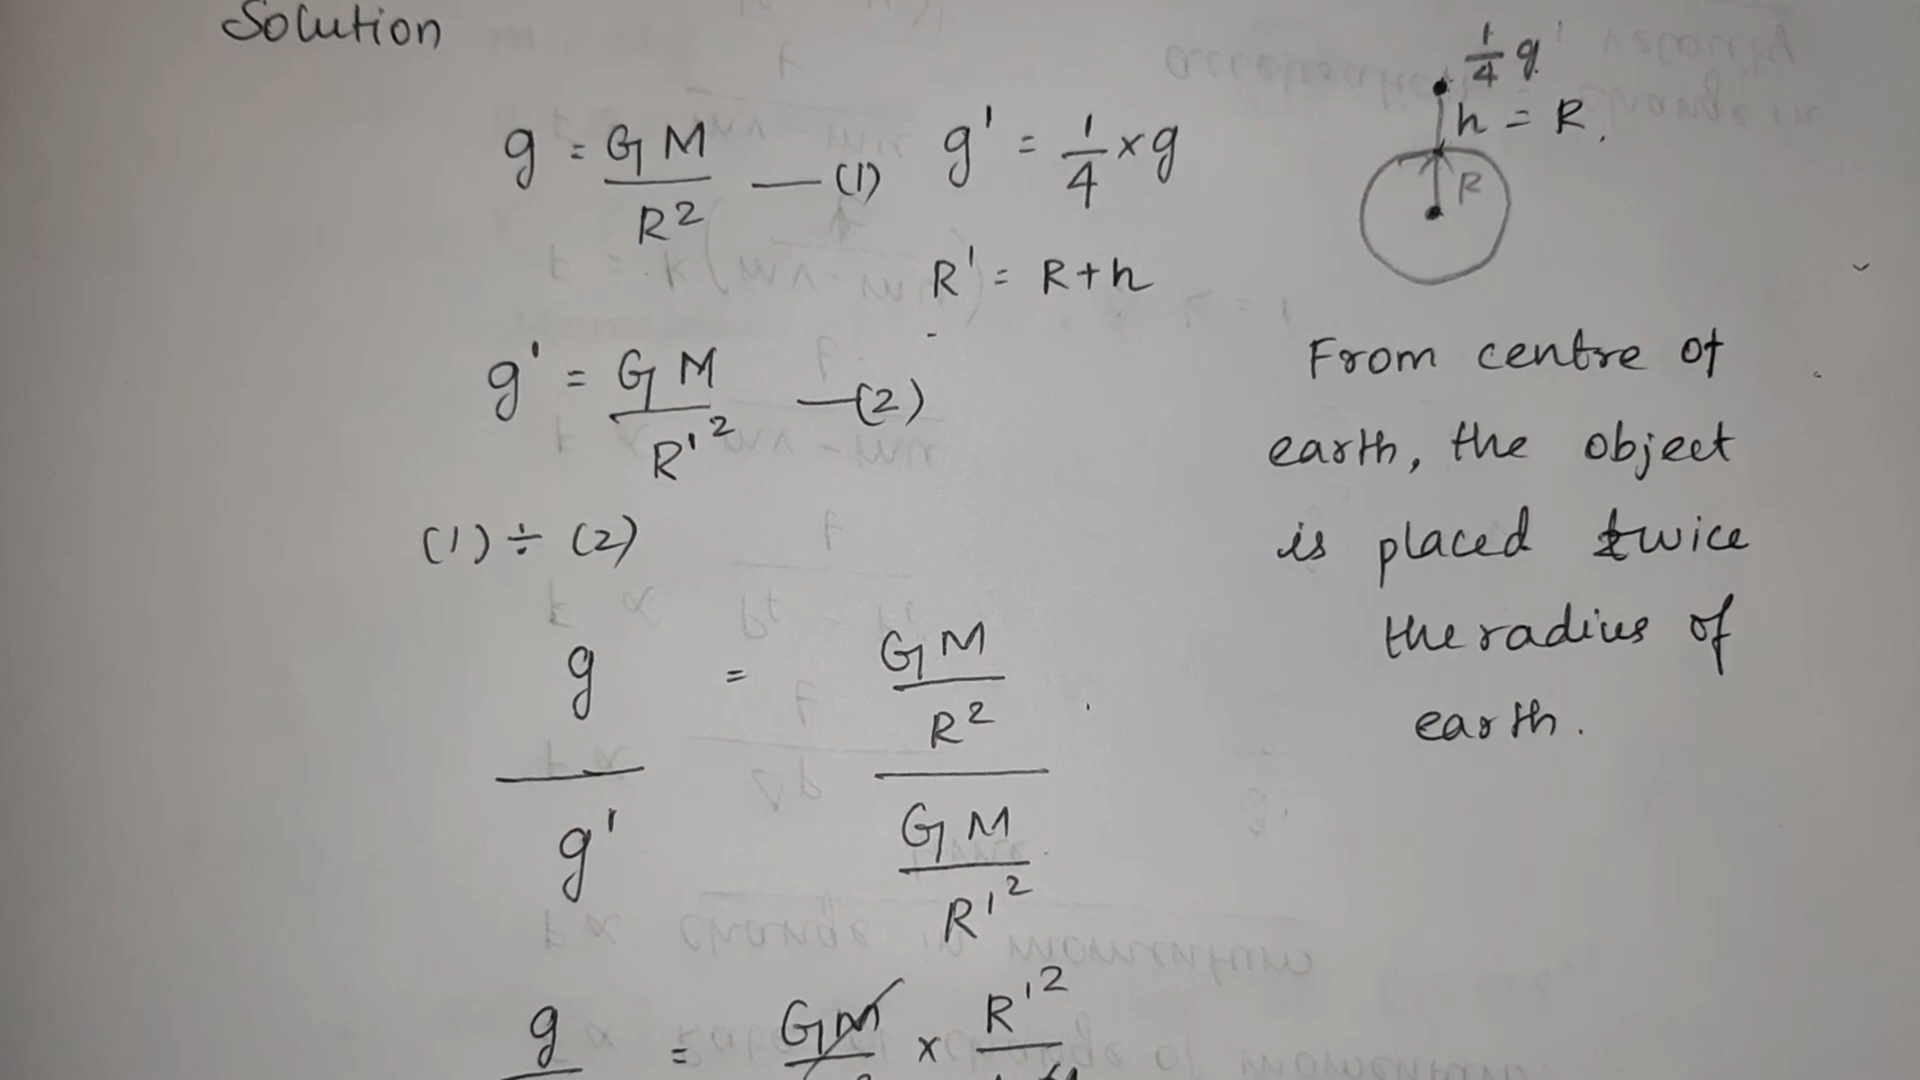 Solution
g = GM/R² —(1) g' = 1/4 × g
R' = R+h
g' = GM/R'² —(2)
(1) ÷ (2)
g/g' = (GM/R²)/(GM/R'²)
g = GM × R'²
1/4 g'
h = R.
R
From centre of
earth, the object
is placed twice
the radius of
earth.